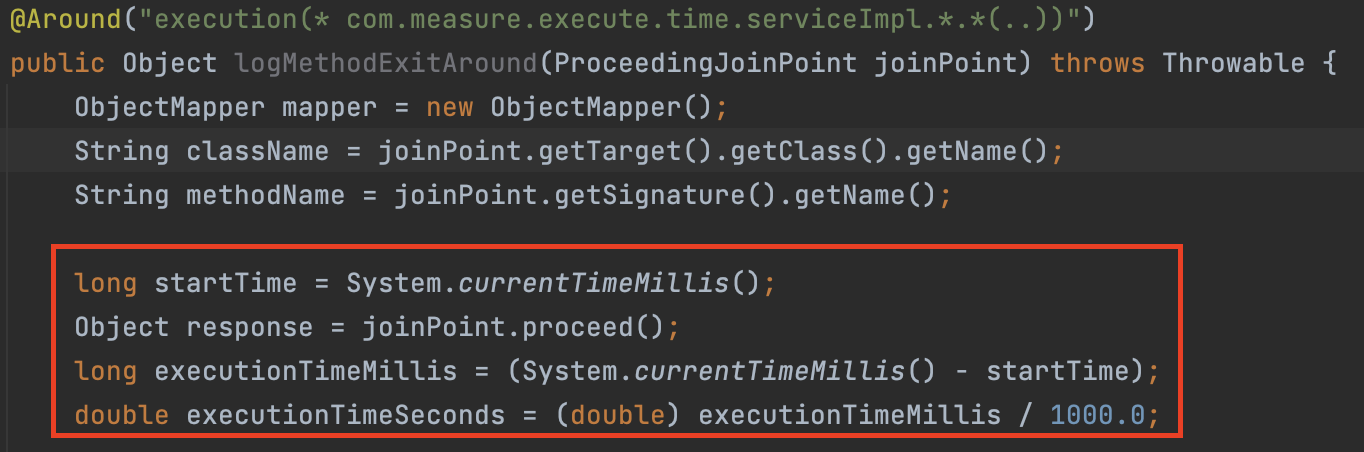 @Around("execution(* com.measure.execute.time.serviceImpl.*.*(..))")
public Object logMethodExitAround(ProceedingJoinPoint joinPoint) throws Throwable {
ObjectMapper mapper = new ObjectMapper();
String className = joinPoint.getTarget().getClass().getName();
String methodName = joinPoint.getSignature().getName();
long startTime = System.currentTimeMillis();
Object response = joinPoint.proceed();
long executionTimeMillis = (System.currentTimeMillis() - startTime);
double executionTimeSeconds = (double) executionTimeMillis / 1000.0;